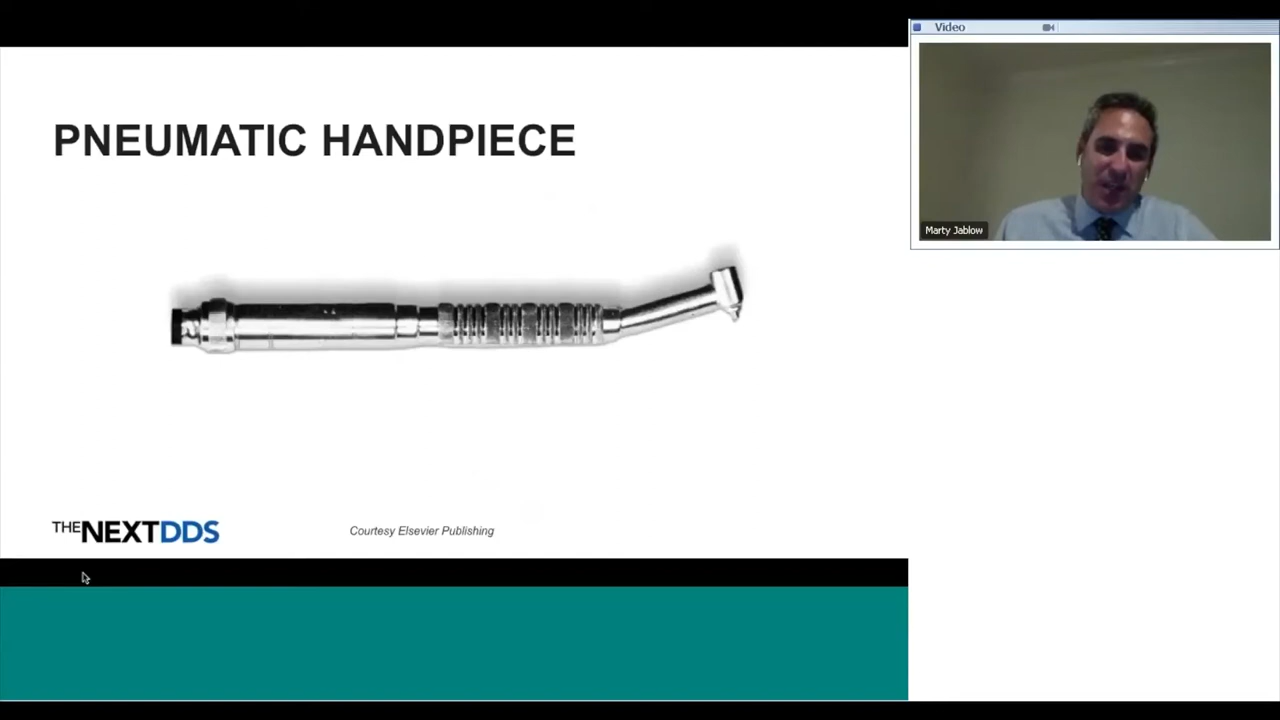 Video
PNEUMATIC HANDPIECE
Marty Jablow
THENEXTDDS
Courtesy Elsevier Publishing